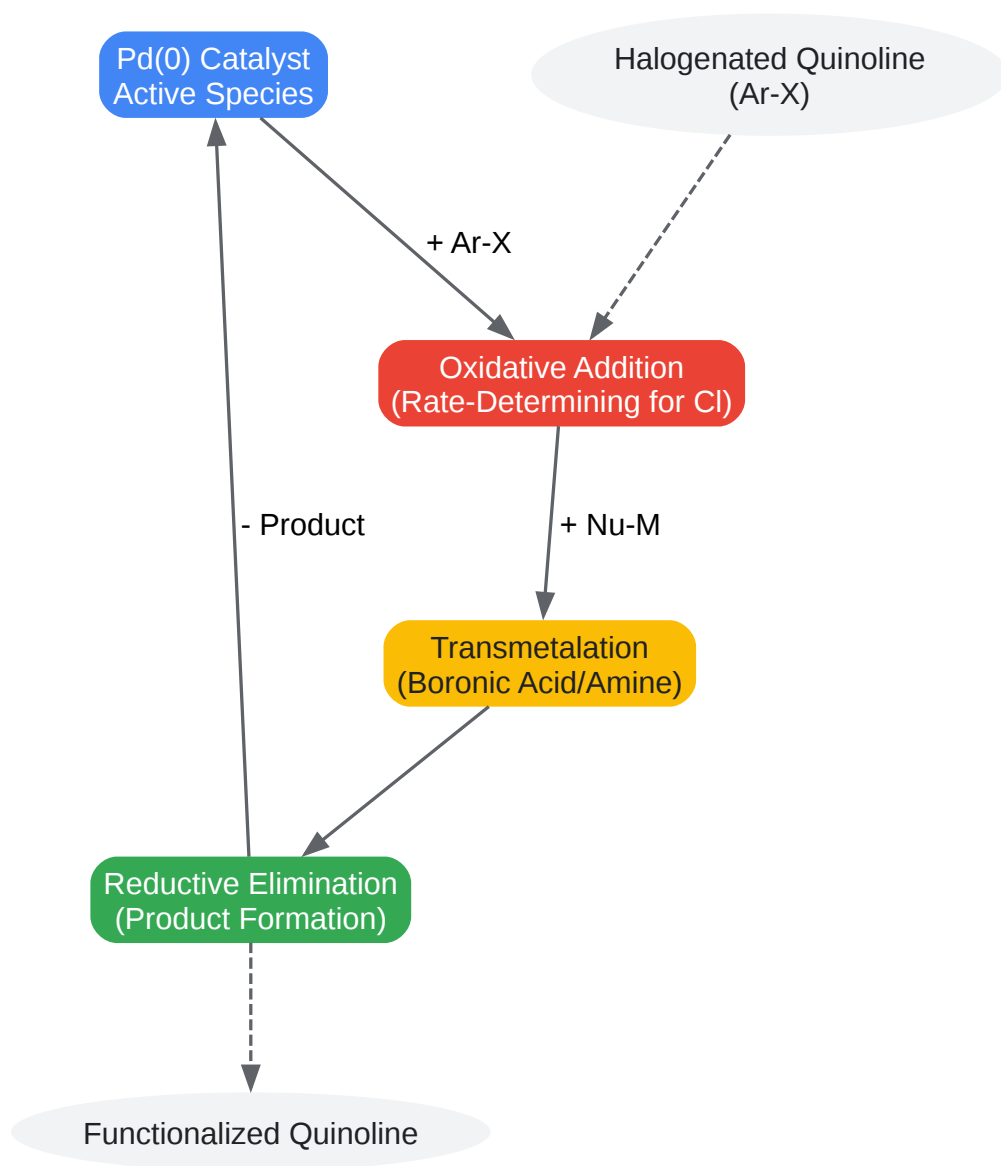 Pd(0) Catalyst
Active Species
Halogenated Quinoline
(Ar-X)
+ Ar-X
Oxidative Addition
(Rate-Determining for Cl)
- Product
+ Nu-M
Transmetalation
(Boronic Acid/Amine)
Reductive Elimination
(Product Formation)
Functionalized Quinoline